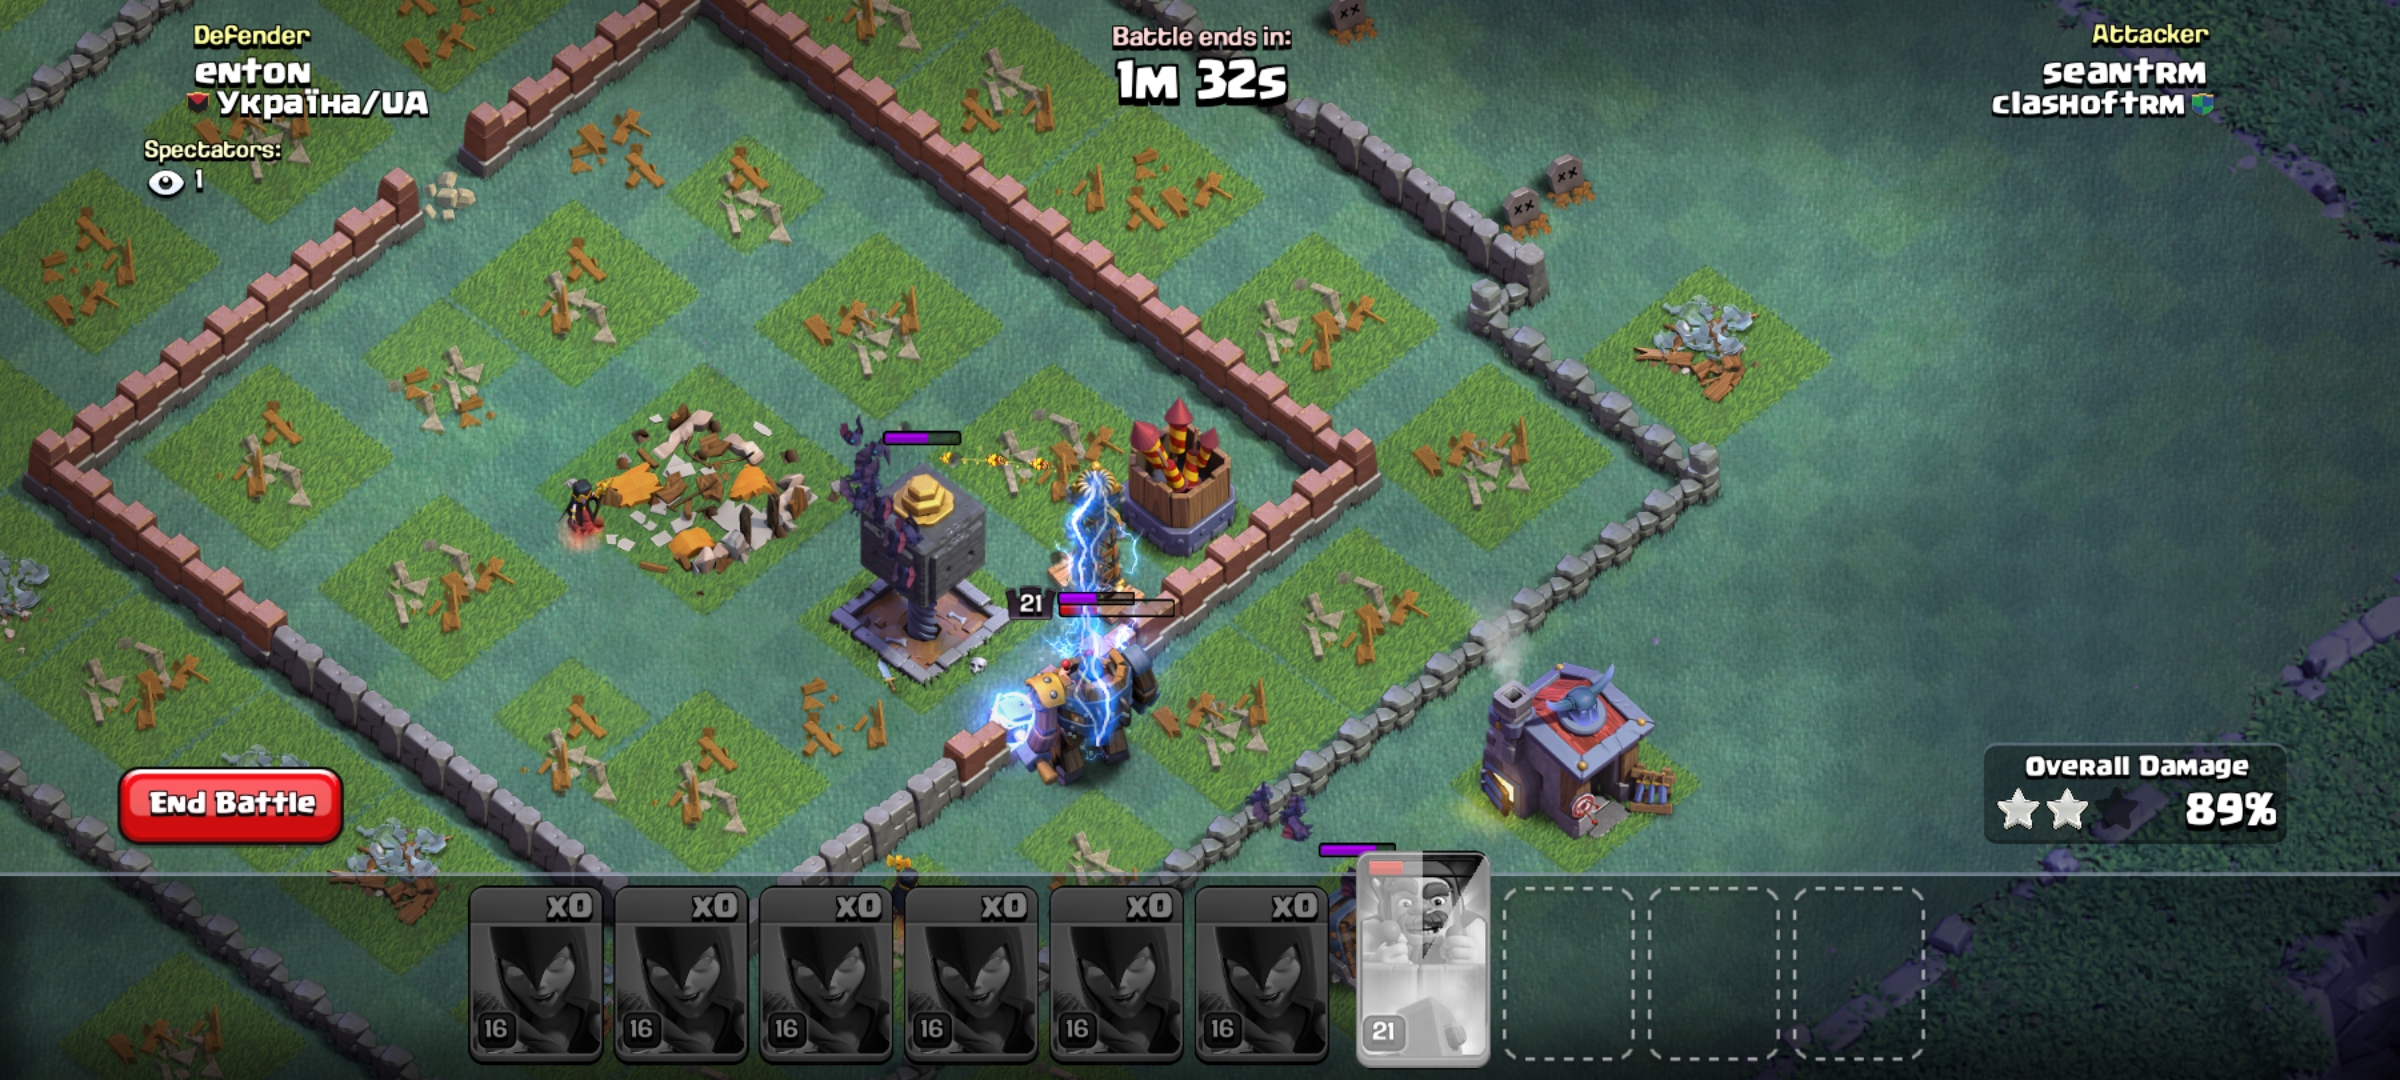 Defender
enton
Україна/UA
Spectators:
1
Battle ends in:
1M 32s
Attacker
seantRM
clashoftRM
21
End Battle
Overall Damage
89%
x0 x0 x0 x0 x0 x0
16 16 16 16 16 16 21